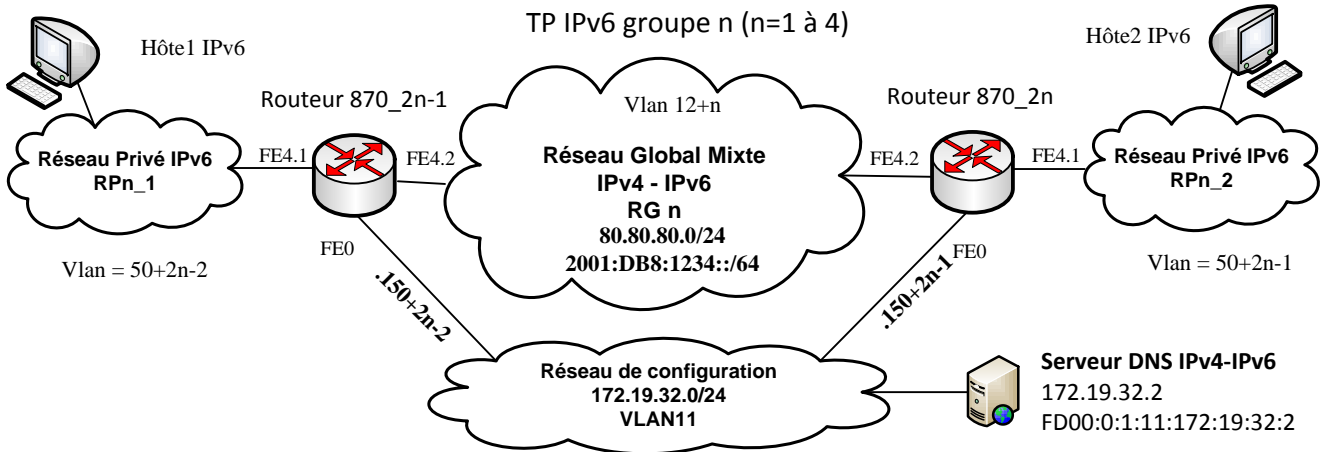 TP IPv6 groupe n (n=1 à 4)
Hôte1 IPv6
Hôte2 IPv6
Routeur 870_2n-1
Vlan 12+n
Routeur 870_2n
Réseau Privé IPv6
RPn_1
FE4.1
FE4.2
Réseau Global Mixte
IPv4 - IPv6
RG n
80.80.80.0/24
2001:DB8:1234::/64
FE4.2
FE4.1
Réseau Privé IPv6
RPn_2
Vlan = 50+2n-2
FE0
FE0
Vlan = 50+2n-1
.150+2n-2
.150+2n-1
Réseau de configuration
172.19.32.0/24
VLAN11
Serveur DNS IPv4-IPv6
172.19.32.2
FD00:0:1:11:172:19:32:2